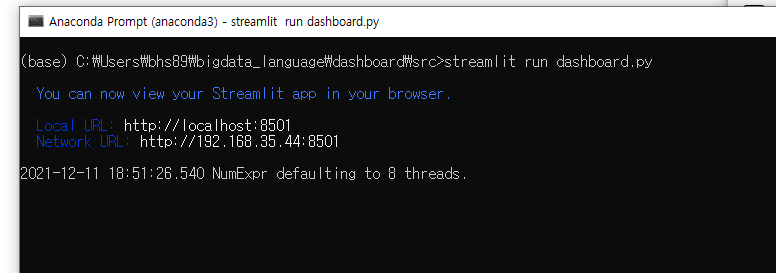 Anaconda Prompt (anaconda3) - streamlit  run dashboard.py
(base) C:₩Users₩bhs89₩bigdata_language₩dashboard₩src>streamlit run dashboard.py
You can now view your Streamlit app in your browser.
Local URL: http://localhost:8501
Network URL: http://192.168.35.44:8501
2021-12-11 18:51:26.540 NumExpr defaulting to 8 threads.